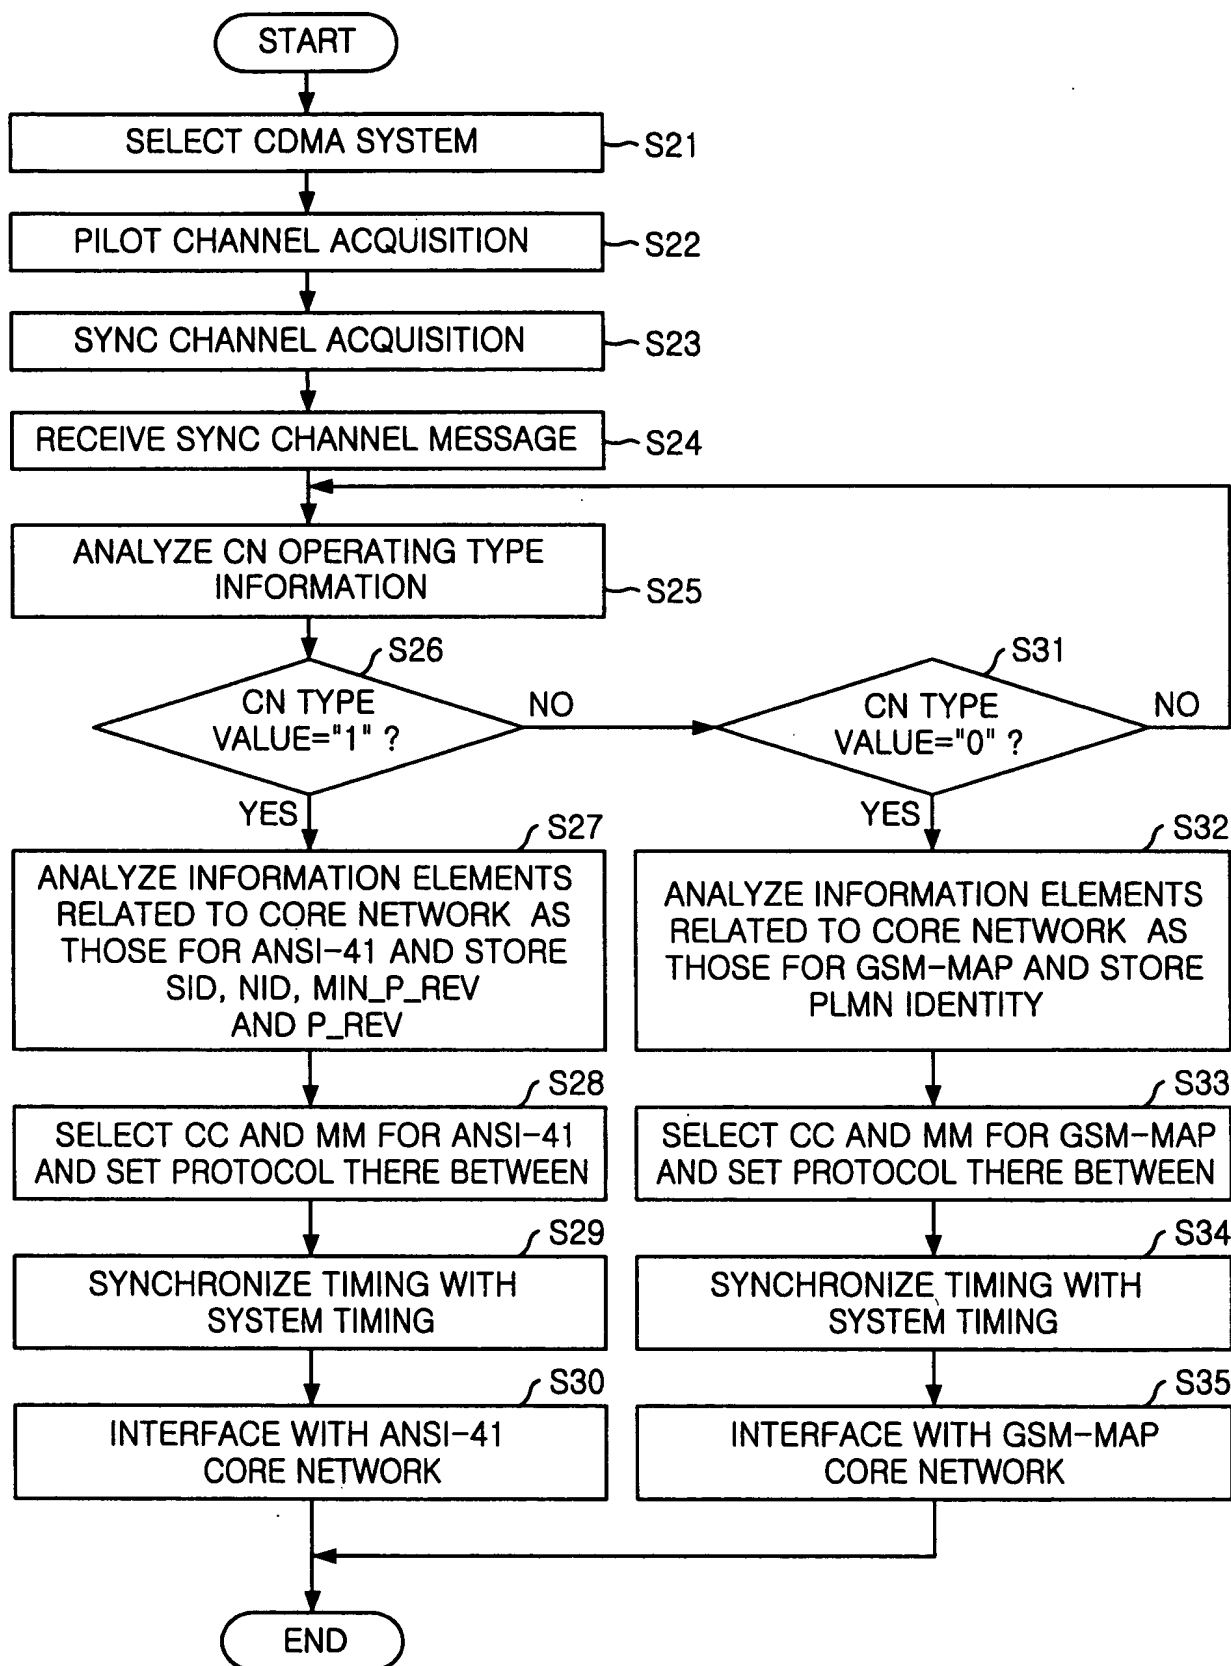 START
SELECT CDMA SYSTEM
S21
PILOT CHANNEL ACQUISITION
S22
SYNC CHANNEL ACQUISITION
S23
RECEIVE SYNC CHANNEL MESSAGE
S24
ANALYZE CN OPERATING TYPE
INFORMATION
S25
S26
CN TYPE
VALUE="1" ?
NO
YES
S31
CN TYPE
VALUE="0" ?
NO
YES
S27
ANALYZE INFORMATION ELEMENTS
RELATED TO CORE NETWORK AS
THOSE FOR ANSI-41 AND STORE
SID, NID, MIN_P_REV
AND P_REV
S32
ANALYZE INFORMATION ELEMENTS
RELATED TO CORE NETWORK AS
THOSE FOR GSM-MAP AND STORE
PLMN IDENTITY
S28
SELECT CC AND MM FOR ANSI-41
AND SET PROTOCOL THERE BETWEEN
S33
SELECT CC AND MM FOR GSM-MAP
AND SET PROTOCOL THERE BETWEEN
S29
SYNCHRONIZE TIMING WITH
SYSTEM TIMING
S34
SYNCHRONIZE TIMING WITH
SYSTEM TIMING
S30
INTERFACE WITH ANSI-41
CORE NETWORK
S35
INTERFACE WITH GSM-MAP
CORE NETWORK
END